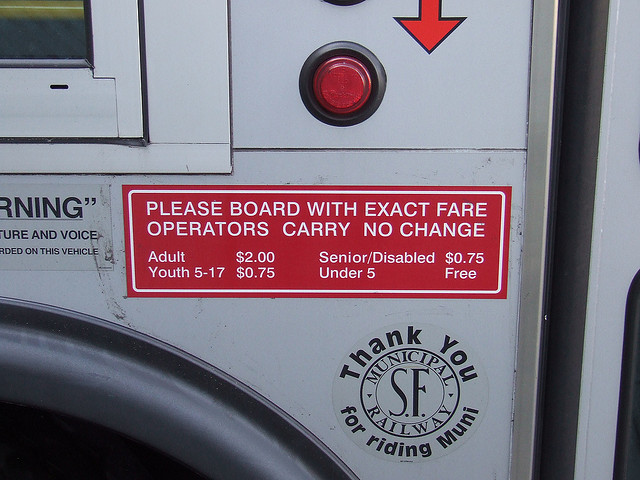 RNING”
TURE AND VOICE
RDED ON THIS VEHICLE
PLEASE BOARD WITH EXACT FARE
OPERATORS CARRY NO CHANGE
Adult $2.00 Senior/Disabled $0.75
Youth 5-17 $0.75 Under 5 Free
Thank You
MUNICIPAL
S.F.
RAILWAY
for riding Muni